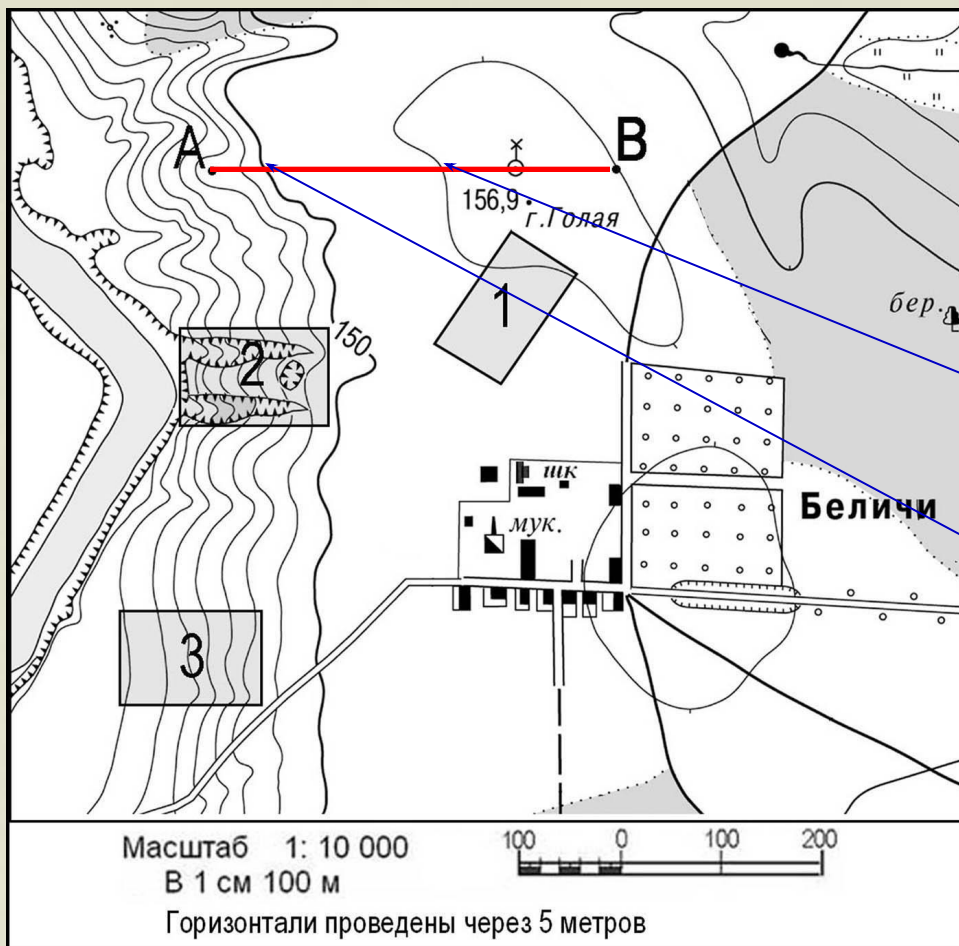 А
В
156,9
г.Голая
1
бер.
150
2
шк
Беличи
мук.
3
Масштаб 1: 10 000
В 1 см 100 м
100 0 100 200
Горизонтали проведены через 5 метров